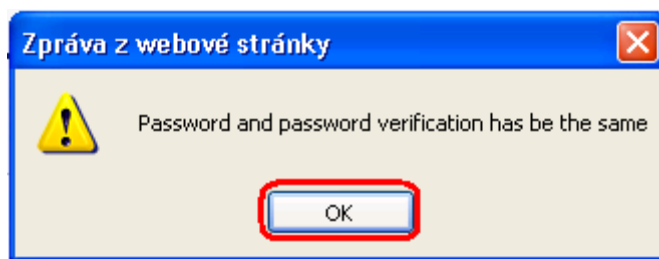 Zpráva z webové stránky
Password and password verification has be the same
OK